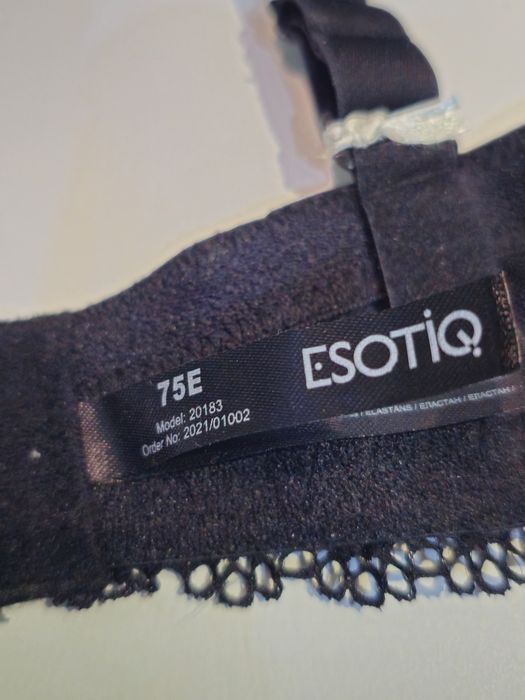 75E
Model: 20183
Order No: 2021/01002
ESOTIQ
/ ELASTANS / ЕЛАСТАН / ЕЛАСТАН /